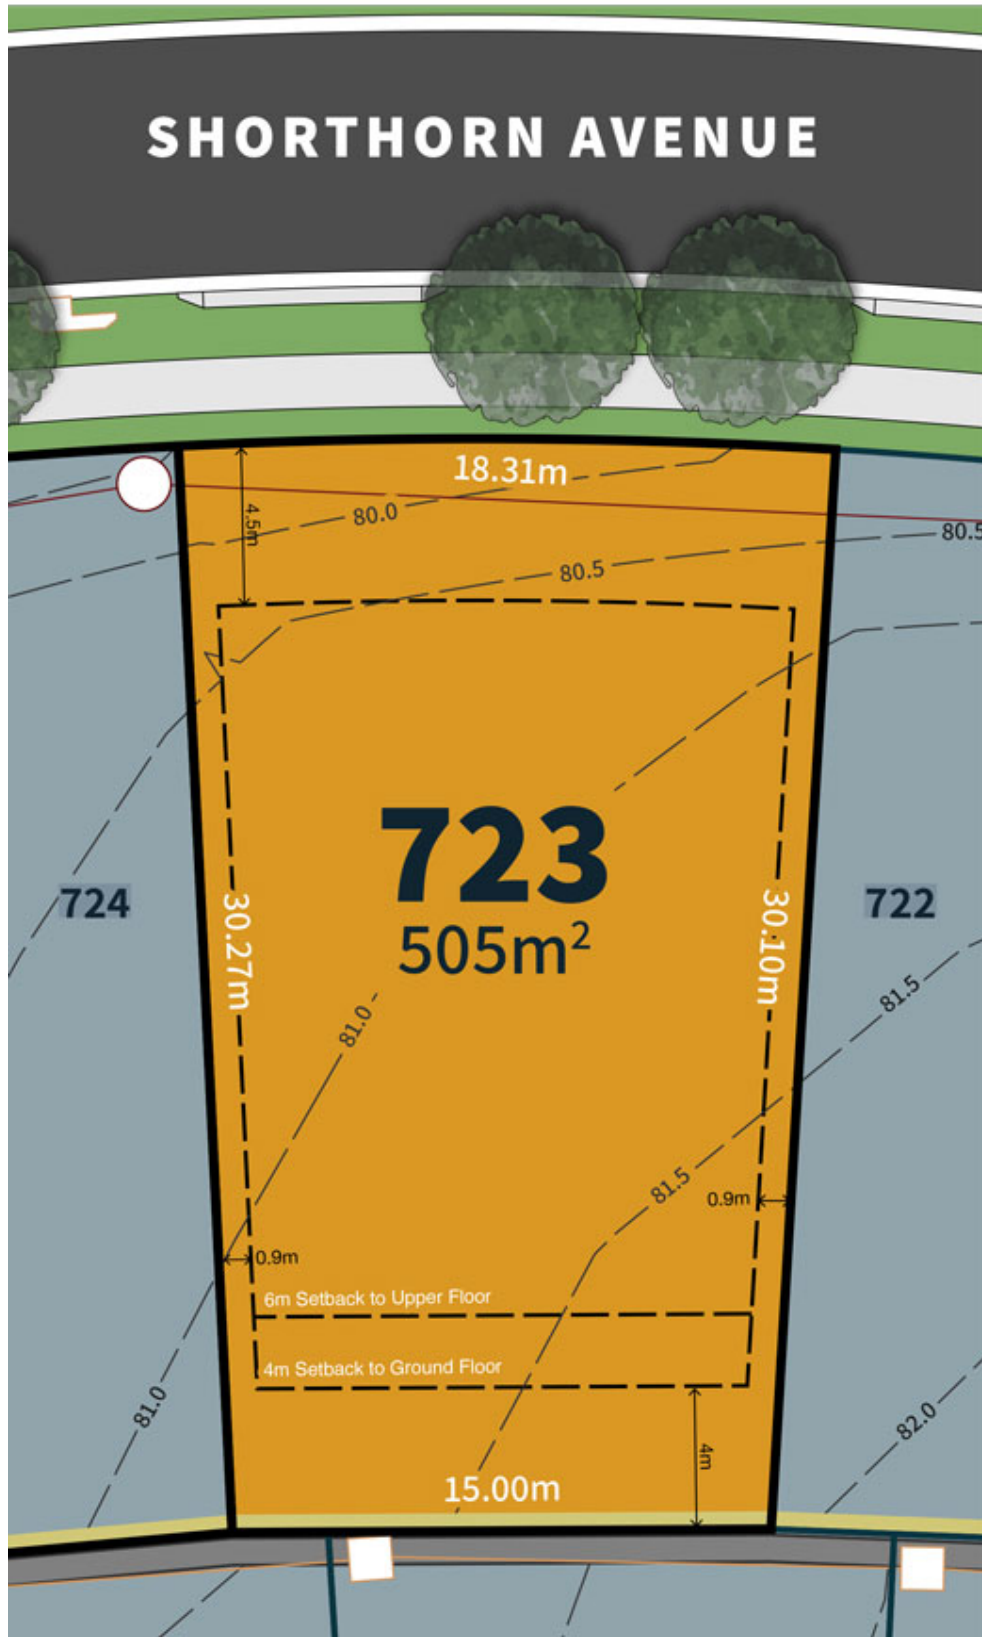 SHORTHORN AVENUE
18.31m
4.5m
80.0
80.5
80.5
723
505m²
724
722
30.27m
30.10m
81.0
81.5
81.5
0.9m
0.9m
6m Setback to Upper Floor
4m Setback to Ground Floor
81.0
82.0
4m
15.00m